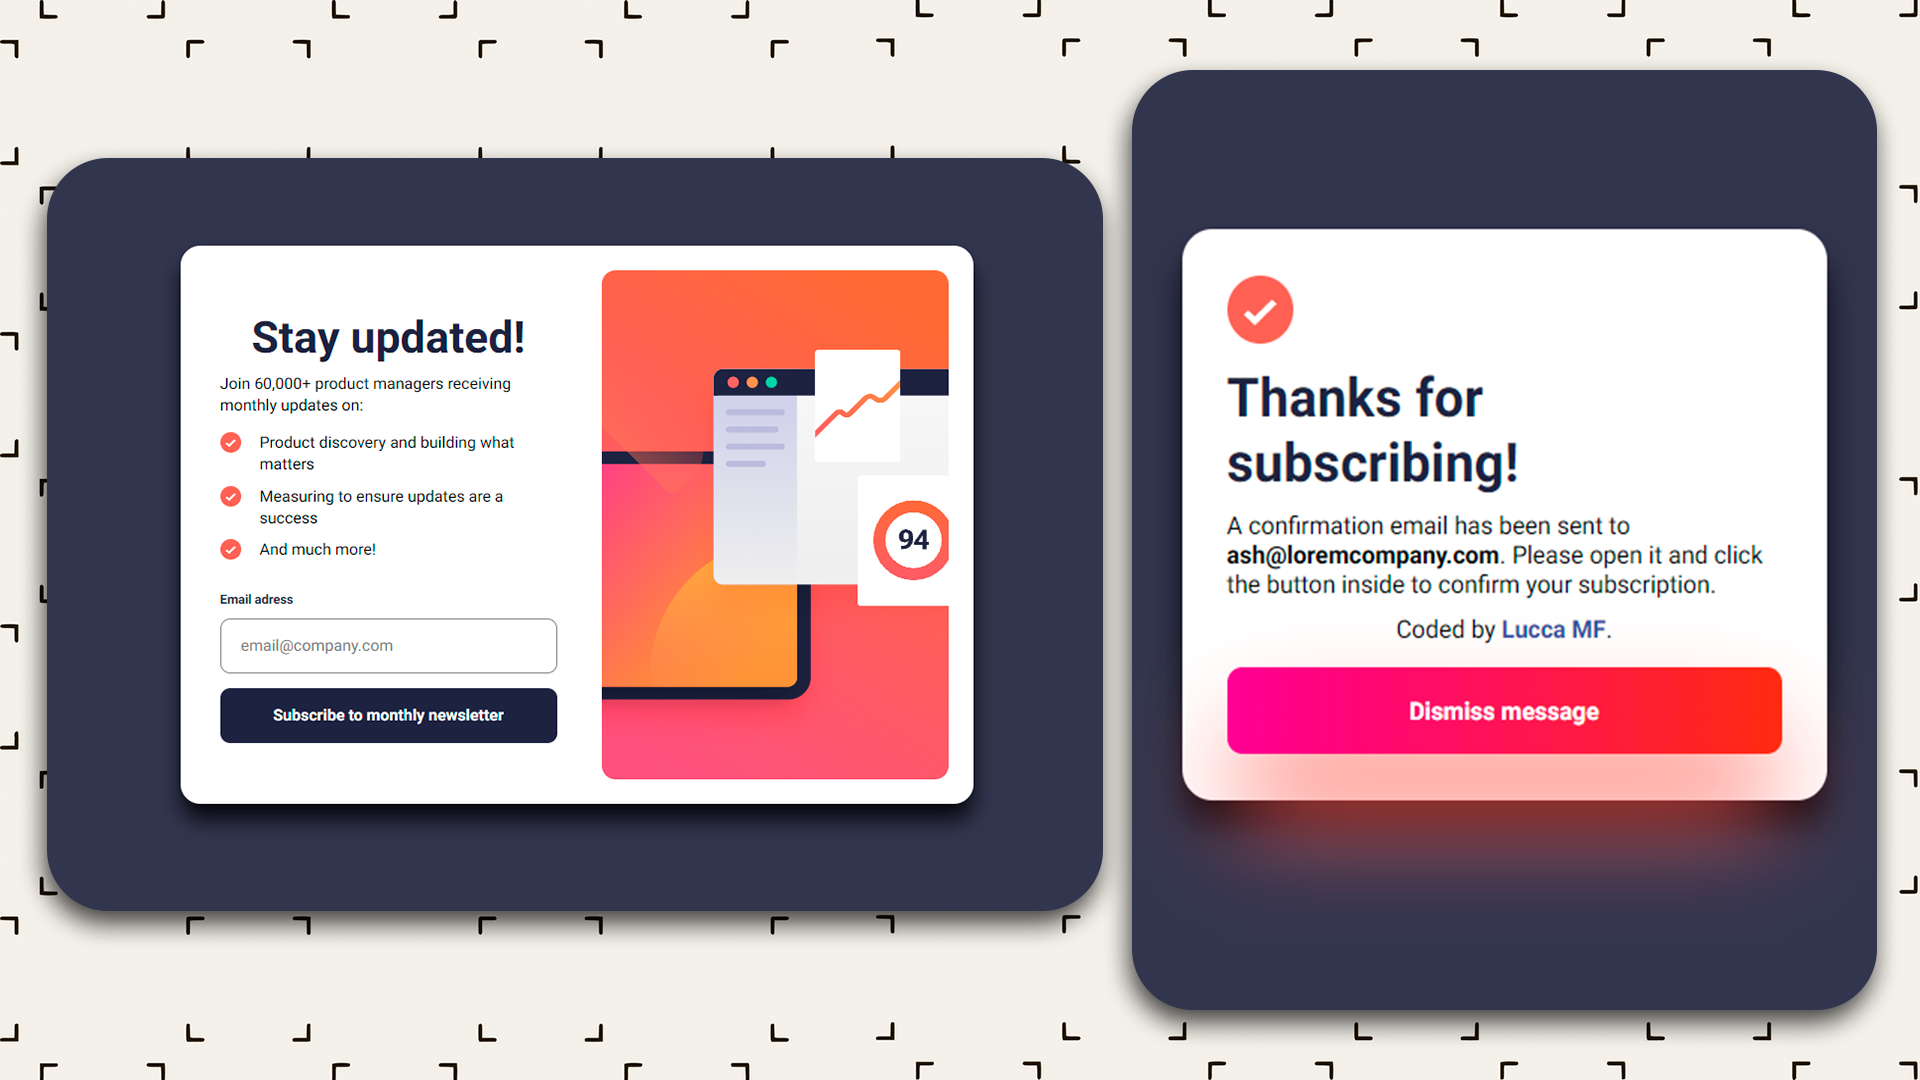 Stay updated!
Join 60,000+ product managers receiving
monthly updates on:
Product discovery and building what
matters
Measuring to ensure updates are a
success
And much more!
Email adress
email@company.com
Subscribe to monthly newsletter
94
Thanks for
subscribing!
A confirmation email has been sent to
ash@loremcompany.com. Please open it and click
the button inside to confirm your subscription.
Coded by Lucca MF.
Dismiss message